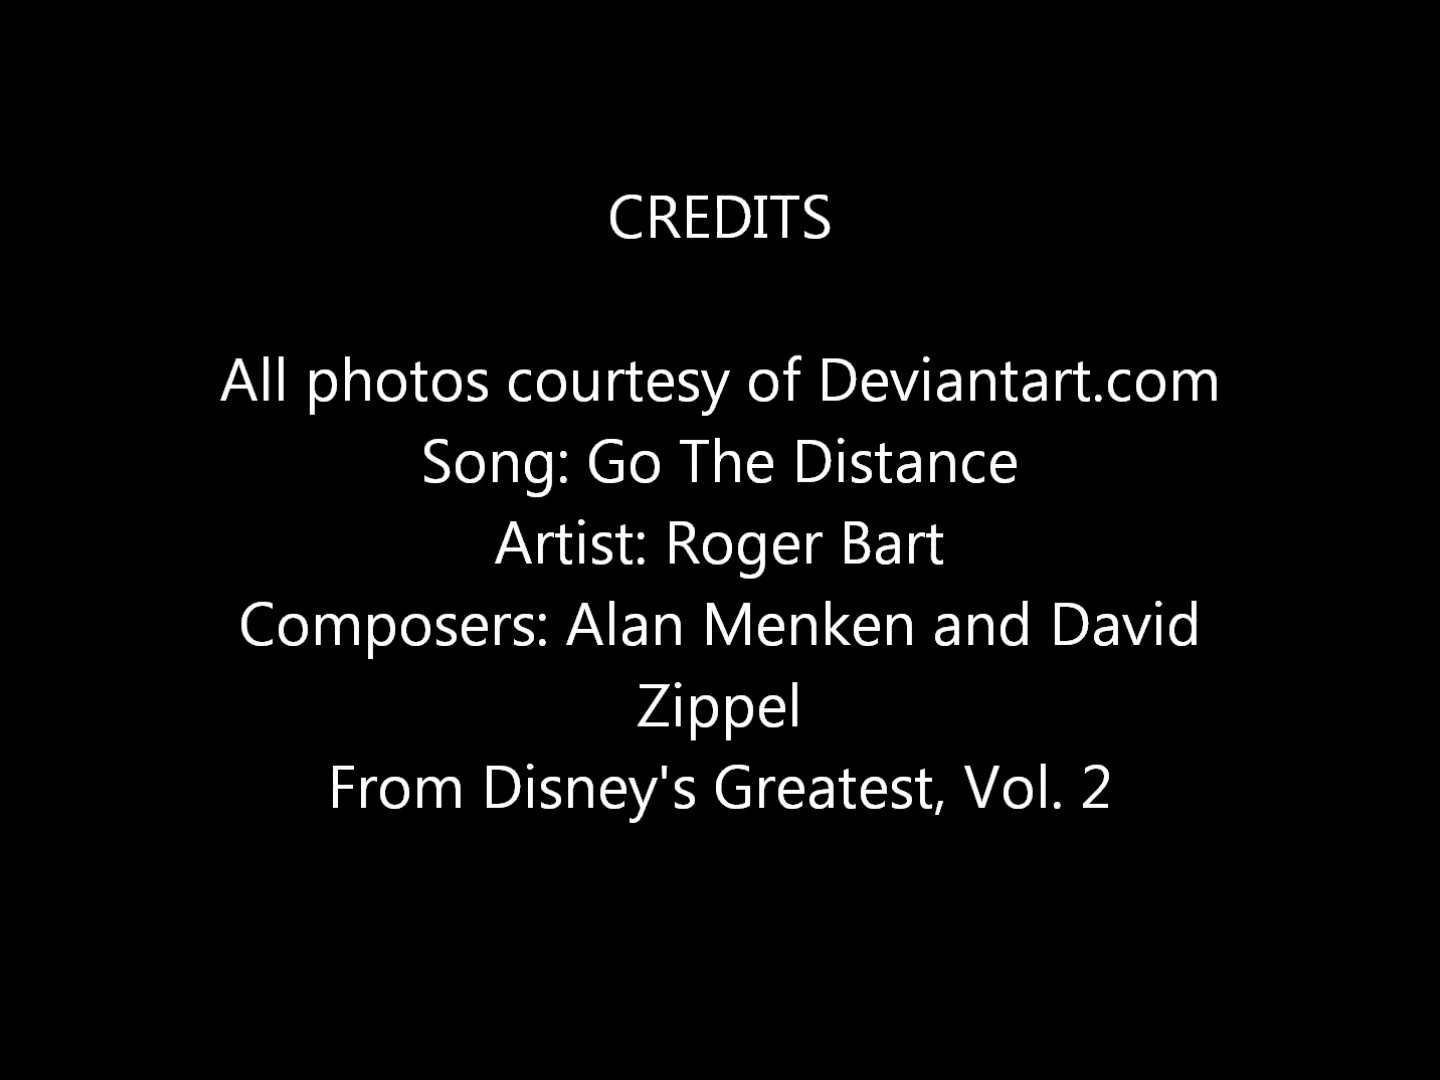 CREDITS
All photos courtesy of Deviantart.com
Song: Go The Distance
Artist: Roger Bart
Composers: Alan Menken and David
Zippel
From Disney's Greatest, Vol. 2